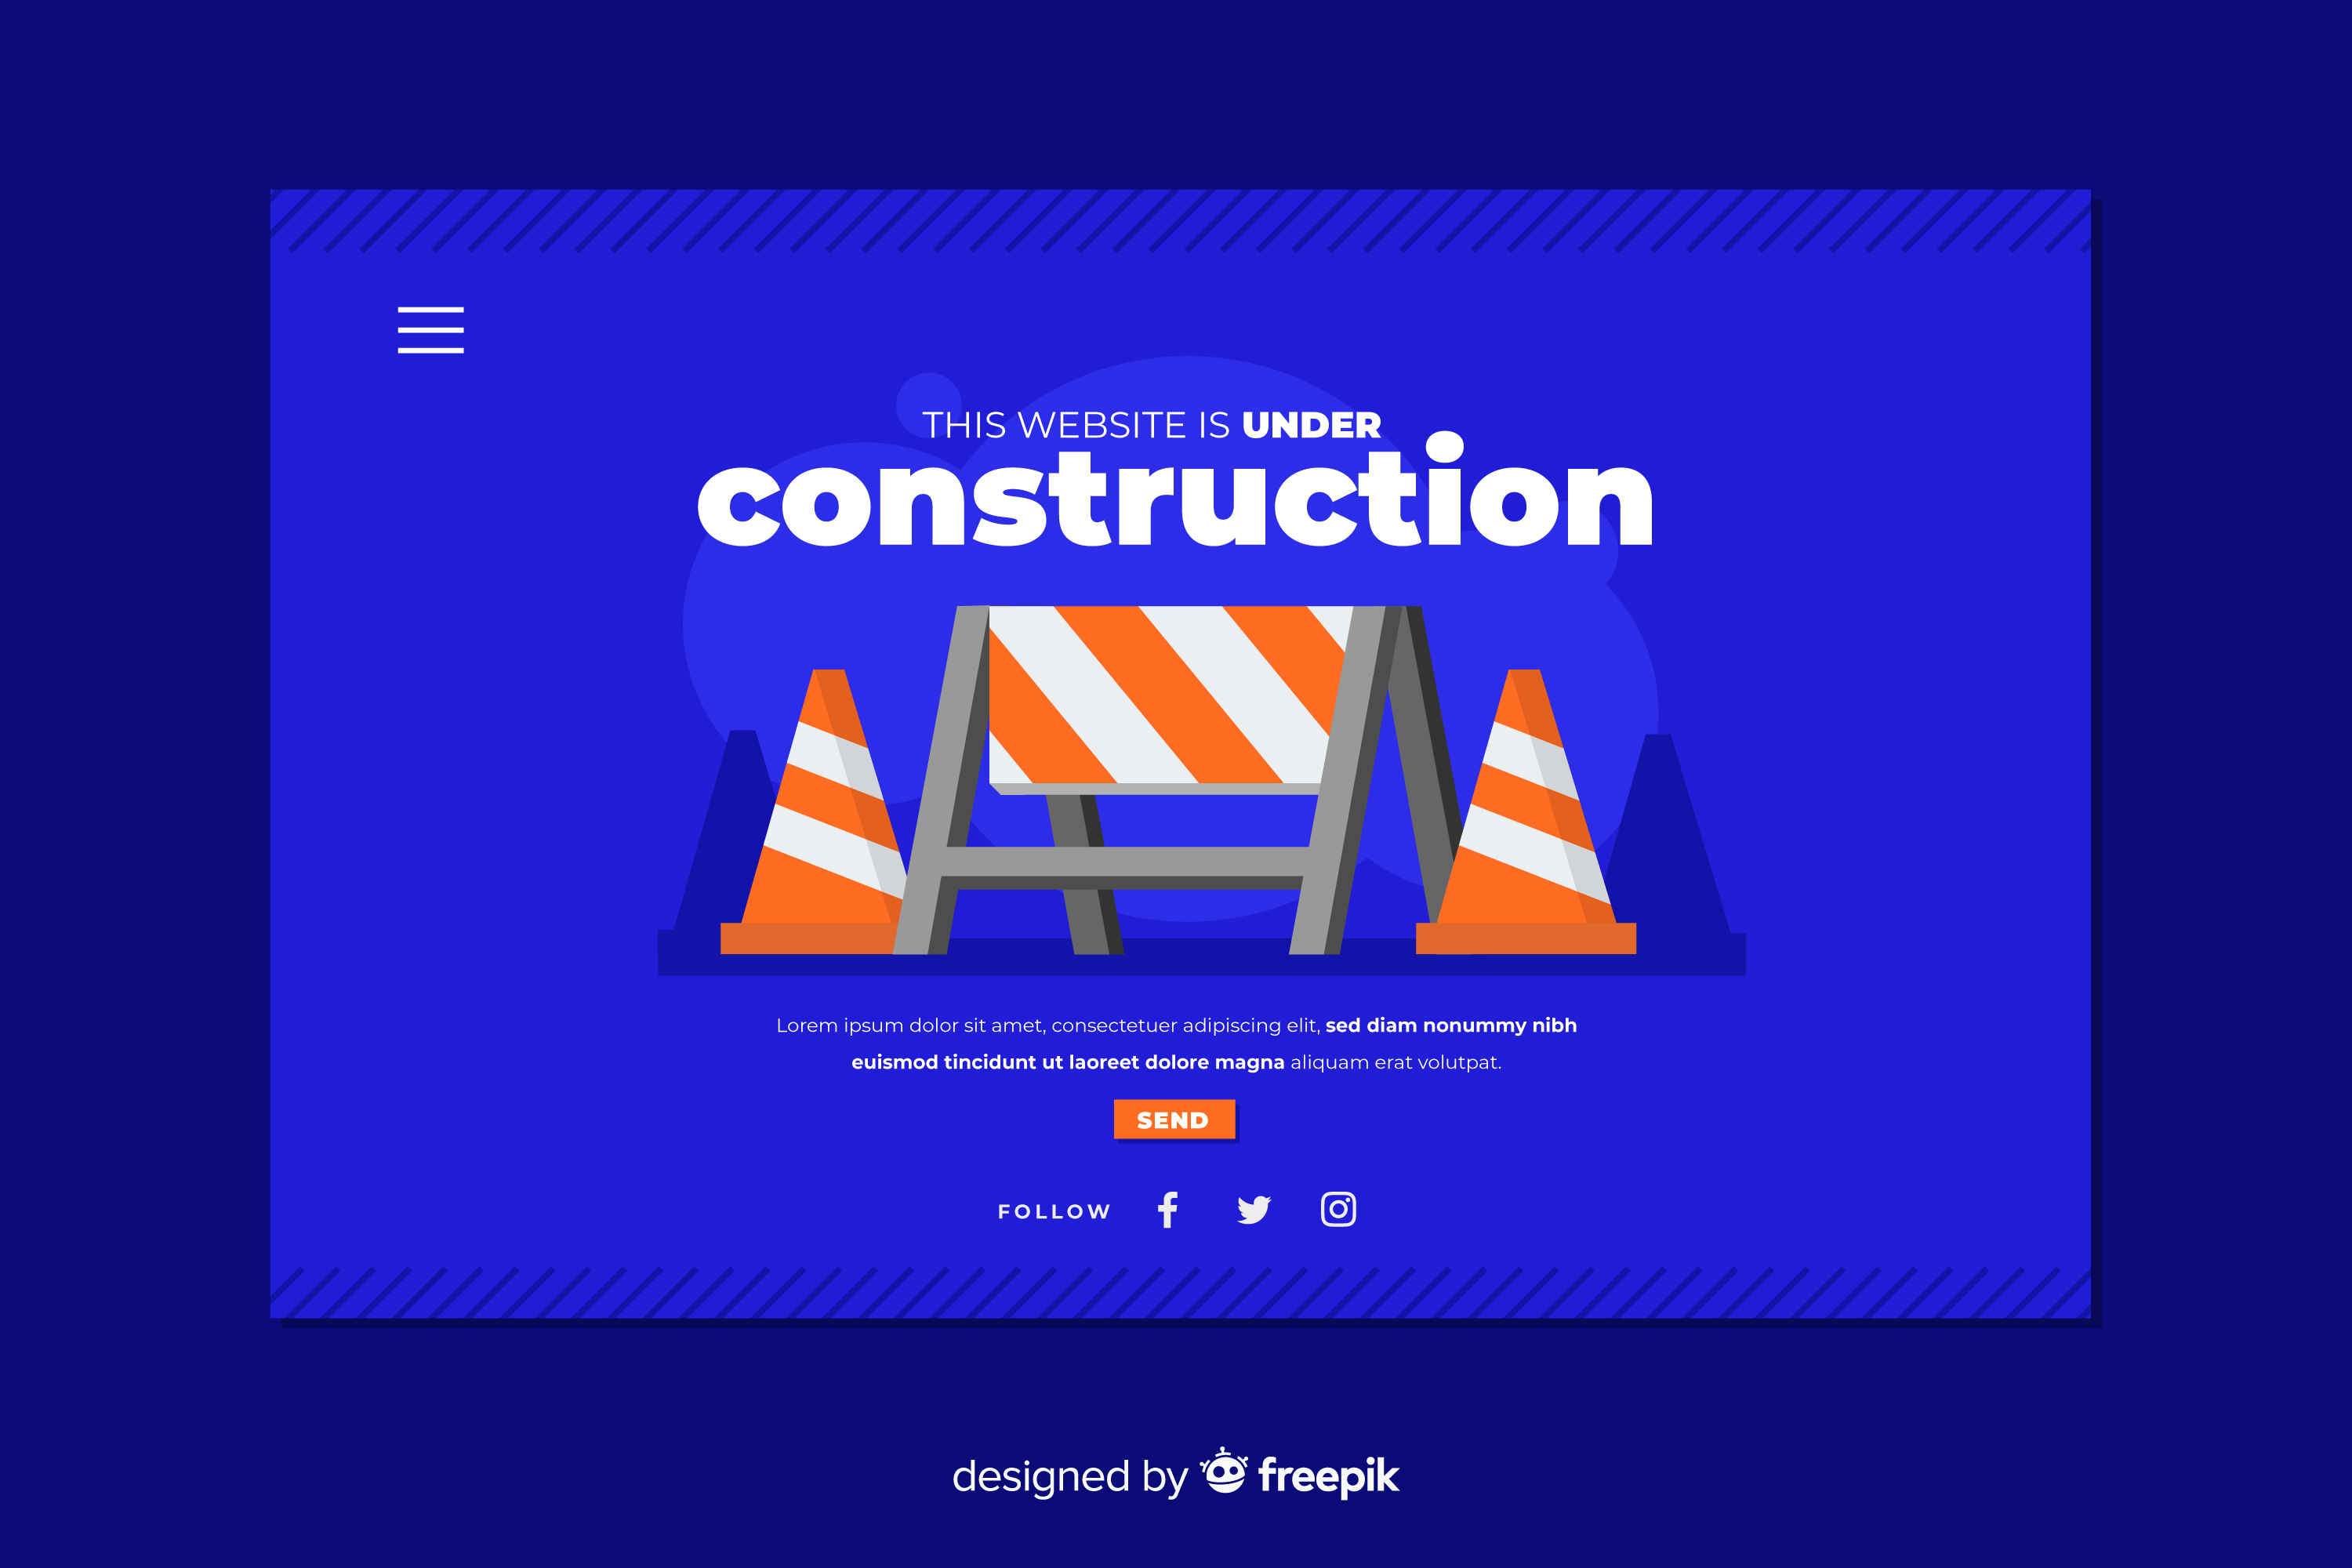 THIS WEBSITE IS UNDER
construction
Lorem ipsum dolor sit amet, consectetuer adipiscing elit, sed diam nonummy nibh
euismod tincidunt ut laoreet dolore magna aliquam erat volutpat.
SEND
FOLLOW
designed by freepik